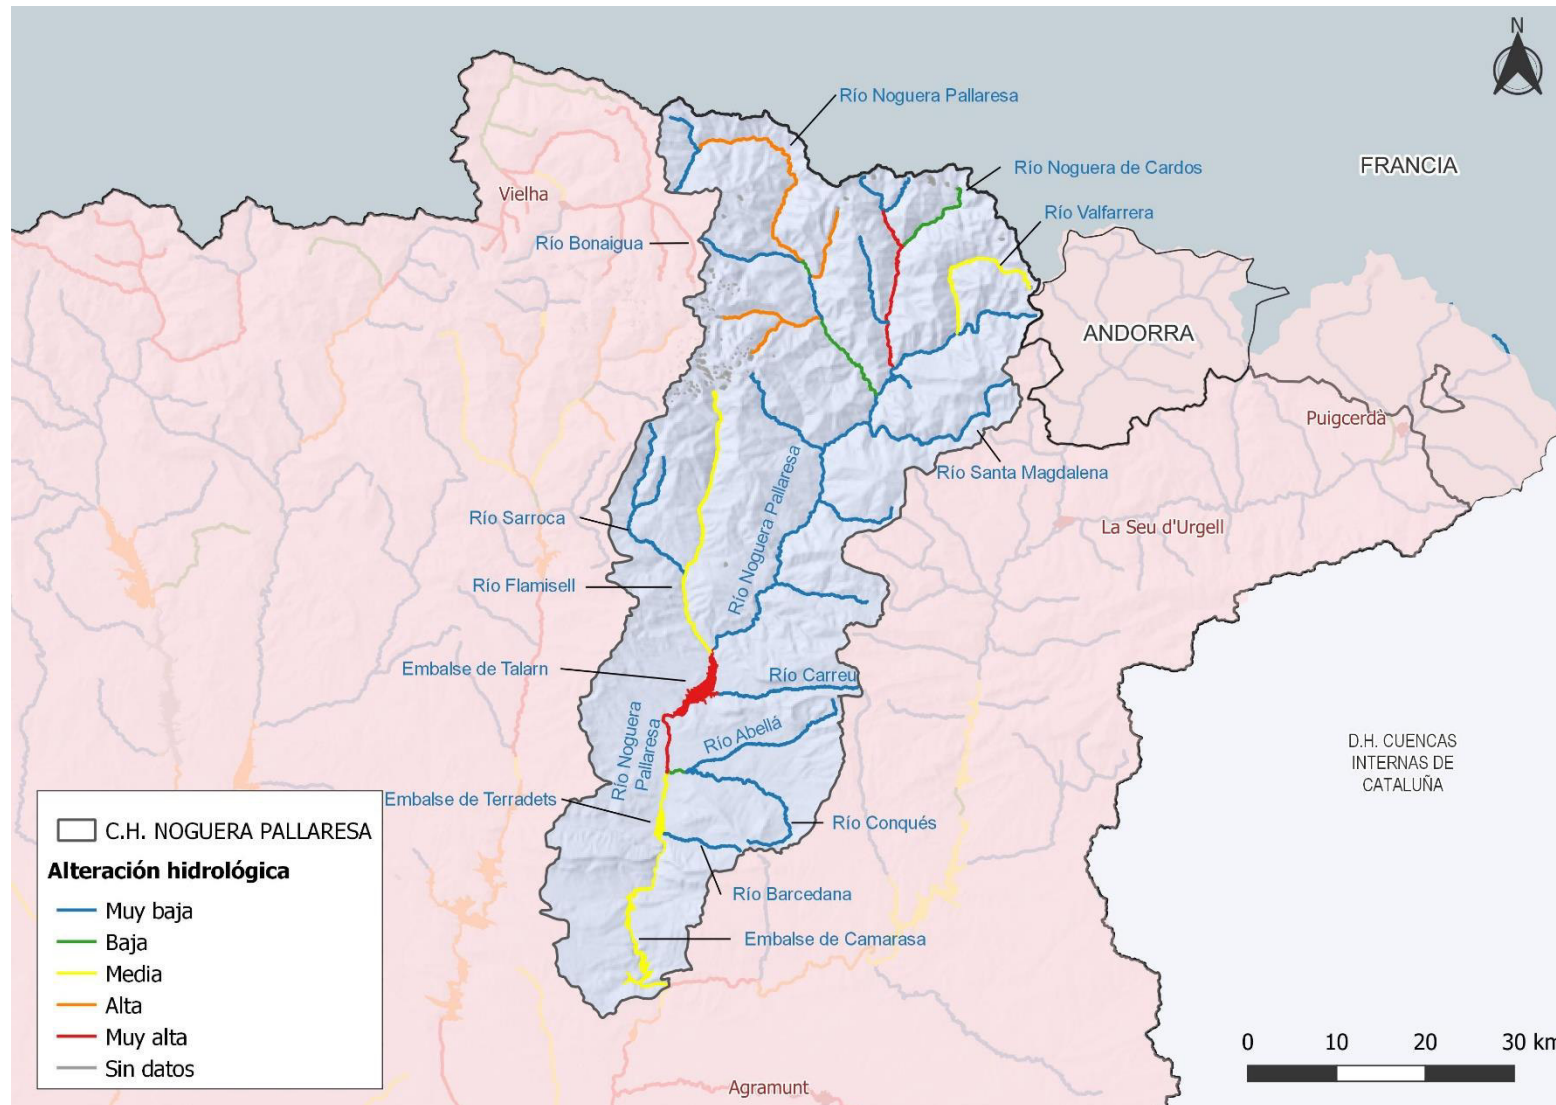 N
Río Noguera Pallaresa
FRANCIA
Río Noguera de Cardos
Vielha
Río Valfarrera
Río Bonaigua
ANDORRA
Puigcerdà
Río Noguera Pallaresa
Río Santa Magdalena
Río Sarroca
La Seu d'Urgell
Río Flamisell
Embalse de Talarn
Río Carreu
Río Noguera
Pallaresa
Río Abellá
D.H. CUENCAS
INTERNAS DE
CATALUÑA
Embalse de Terradets
Río Conqués
Río Barcedana
Embalse de Camarasa
C.H. NOGUERA PALLARESA
Alteración hidrológica
Muy baja
Baja
Media
Alta
Muy alta
Sin datos
Agramunt
0 10 20 30 km